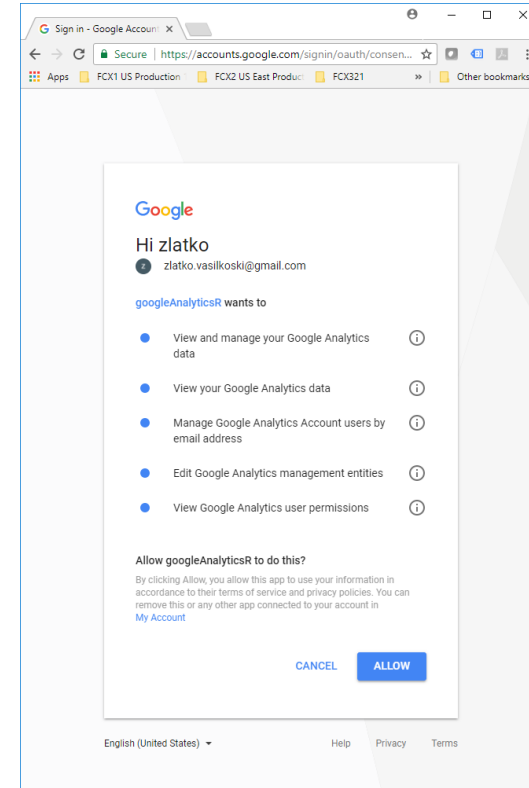 Sign in - Google Accoun
Secure | https://accounts.google.com/signin/oauth/consen...
Apps FCX1 US Production FCX2 US East Produc FCX321 » Other bookmarks
Google
Hi zlatko
z zlatko.vasilkoski@gmail.com
googleAnalyticsR wants to
View and manage your Google Analytics
data
View your Google Analytics data
Manage Google Analytics Account users by
email address
Edit Google Analytics management entities
View Google Analytics user permissions
Allow googleAnalyticsR to do this?
By clicking Allow, you allow this app to use your information in
accordance to their terms of service and privacy policies. You can
remove this or any other app connected to your account in
My Account
CANCEL ALLOW
English (United States) Help Privacy Terms